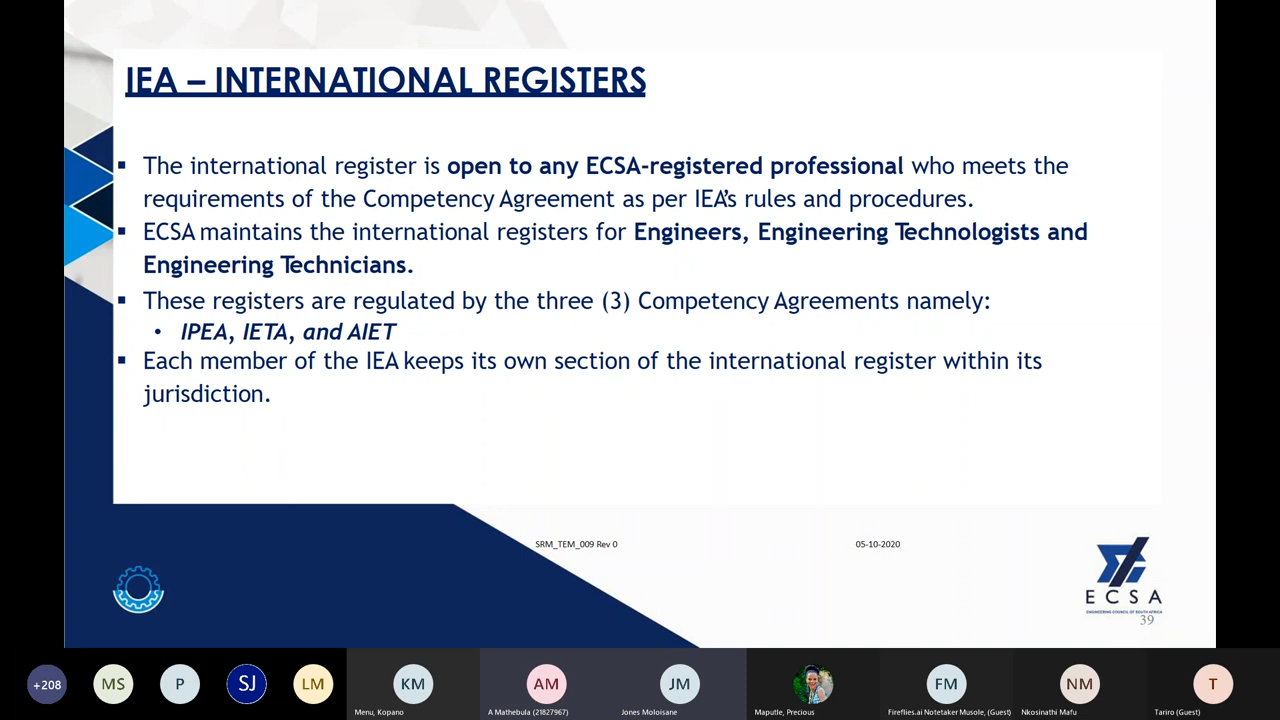 IEA – INTERNATIONAL REGISTERS
▪ The international register is open to any ECSA-registered professional who meets the
requirements of the Competency Agreement as per IEA's rules and procedures.
▪ ECSA maintains the international registers for Engineers, Engineering Technologists and
Engineering Technicians.
▪ These registers are regulated by the three (3) Competency Agreements namely:
• IPEA, IETA, and AIET
▪ Each member of the IEA keeps its own section of the international register within its
jurisdiction.
SRM_TEM_009 Rev 0
05-10-2020
ECSA
ENGINEERING COUNCIL OF SOUTH AFRICA
39
+208
MS
P
SJ
LM
KM
AM
JM
FM
NM
T
Menu, Kopano
A Mathebula (21827967)
Jones Moloisane
Maputle, Precious
Fireflies.ai Notetaker Musole, (Guest)
Nkosinathi Mafu
Tariro (Guest)